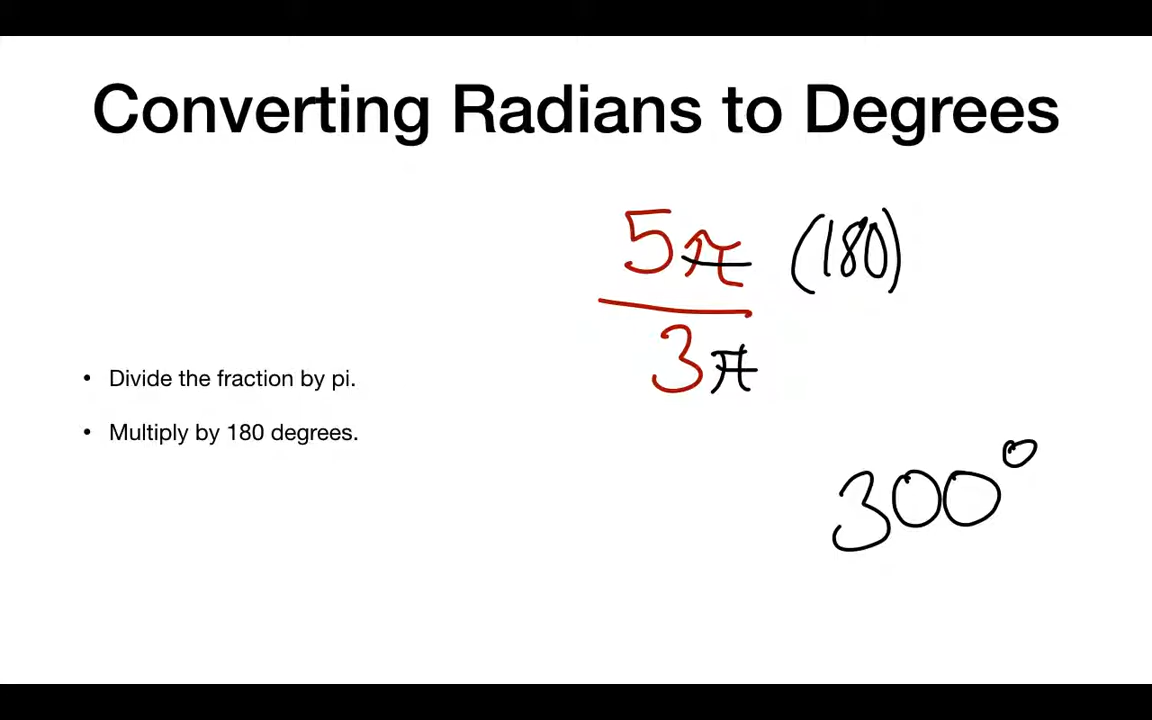 Converting Radians to Degrees
5π (180)
3π
• Divide the fraction by pi.
• Multiply by 180 degrees.
300°